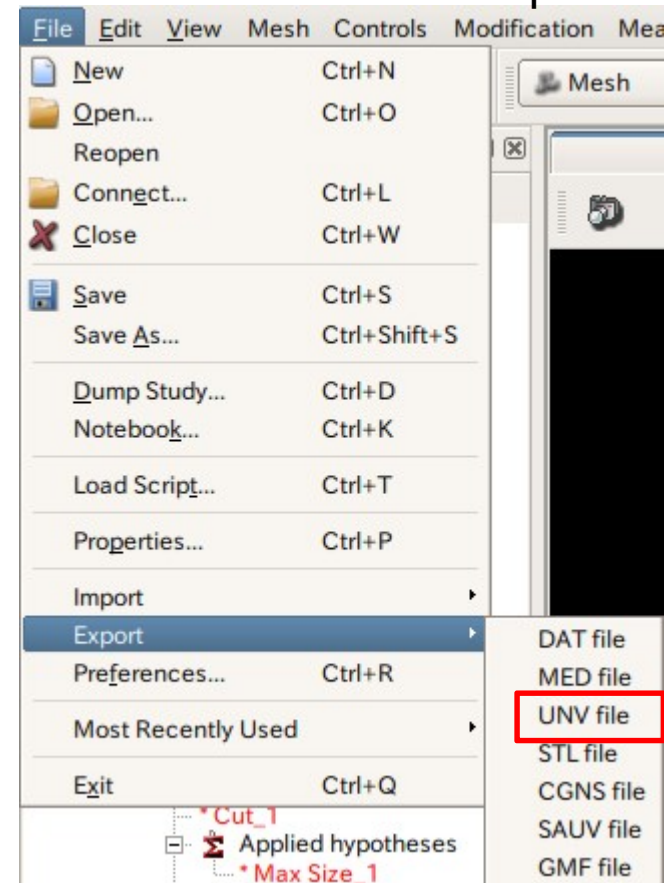 File Edit View Mesh Controls Modification Mea
New Ctrl+N
Mesh
Open... Ctrl+O
Reopen
Connect... Ctrl+L
Close Ctrl+W
Save Ctrl+S
Save As... Ctrl+Shift+S
Dump Study... Ctrl+D
Notebook... Ctrl+K
Load Script... Ctrl+T
Properties... Ctrl+P
Import
Export
DAT file
Preferences... Ctrl+R
MED file
UNV file
Most Recently Used
STL file
Exit Ctrl+Q
CGNS file
* Cut_1
SAUV file
Applied hypotheses
* Max Size_1
GMF file